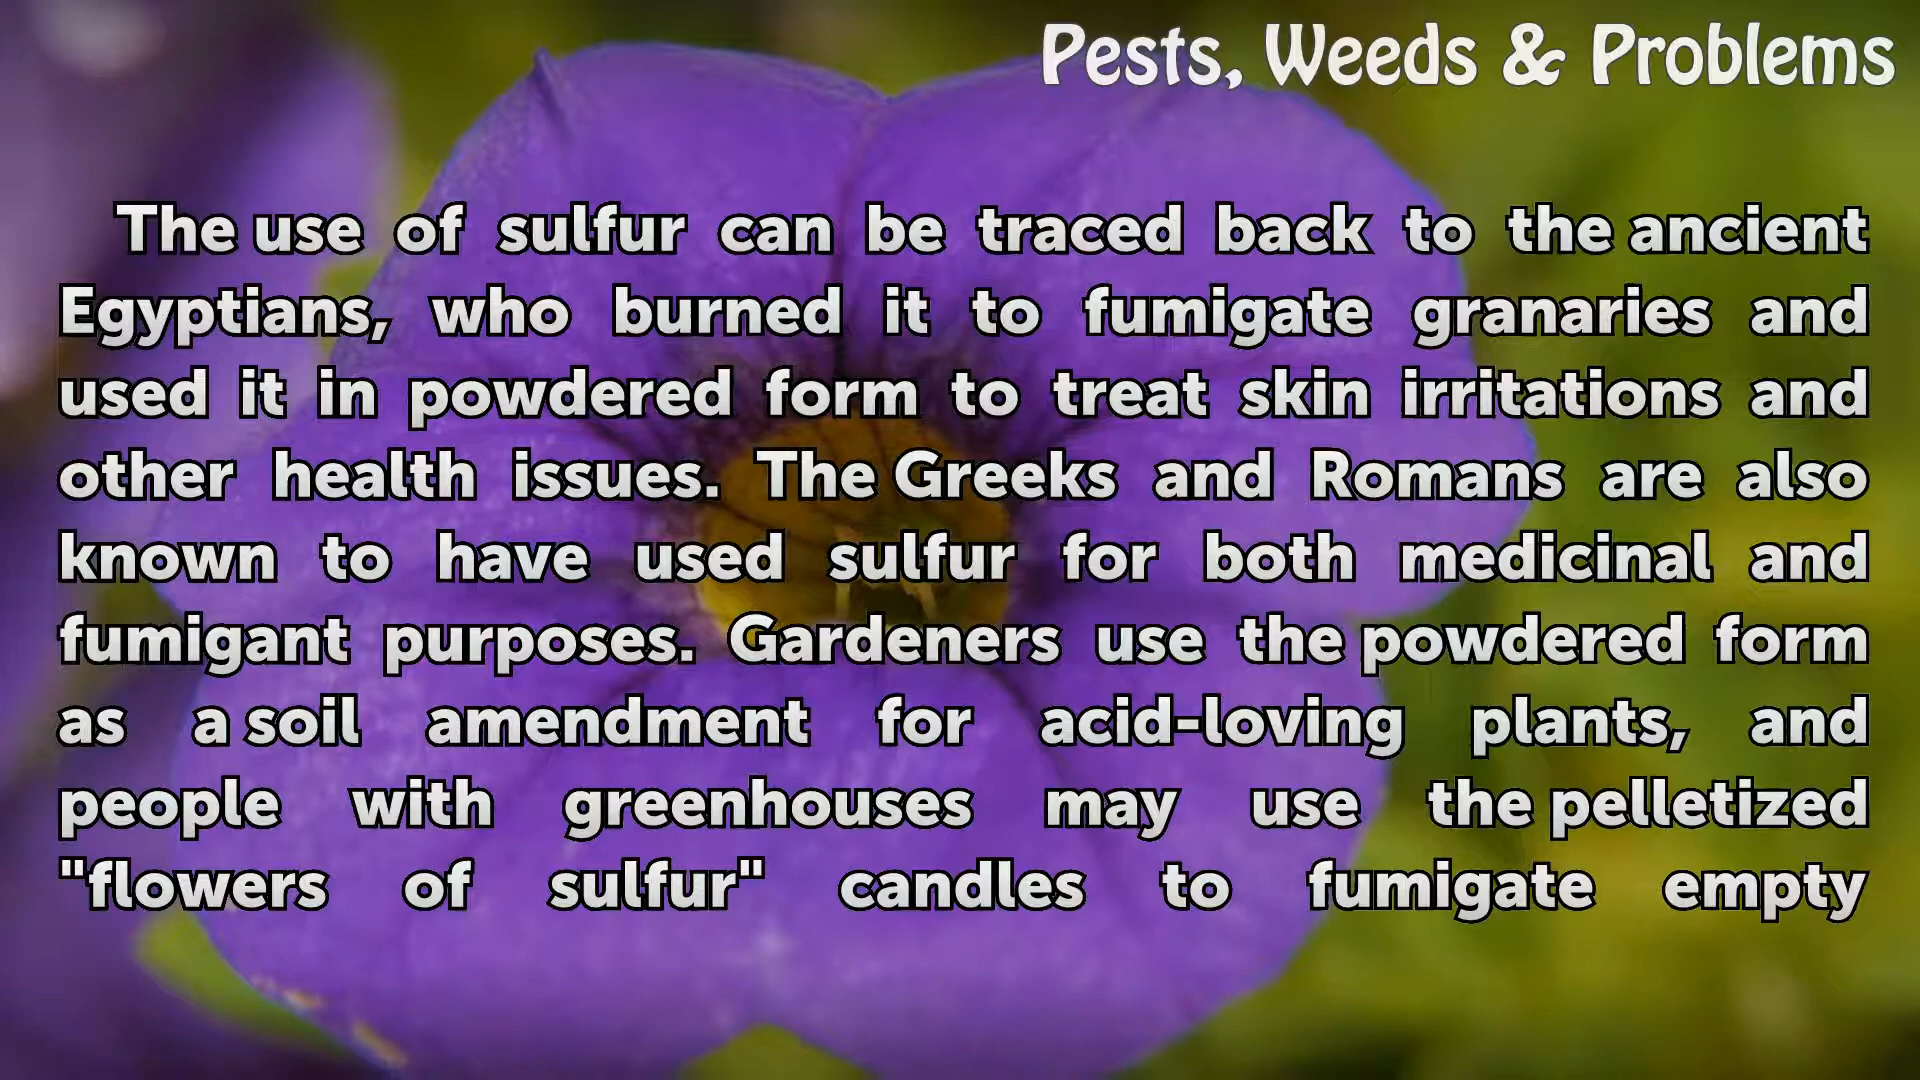 Pests, Weeds & Problems
The use of sulfur can be traced back to the ancient
Egyptians, who burned it to fumigate granaries and
used it in powdered form to treat skin irritations and
other health issues. The Greeks and Romans are also
known to have used sulfur for both medicinal and
fumigant purposes. Gardeners use the powdered form
as a soil amendment for acid-loving plants, and
people with greenhouses may use the pelletized
"flowers of sulfur" candles to fumigate empty